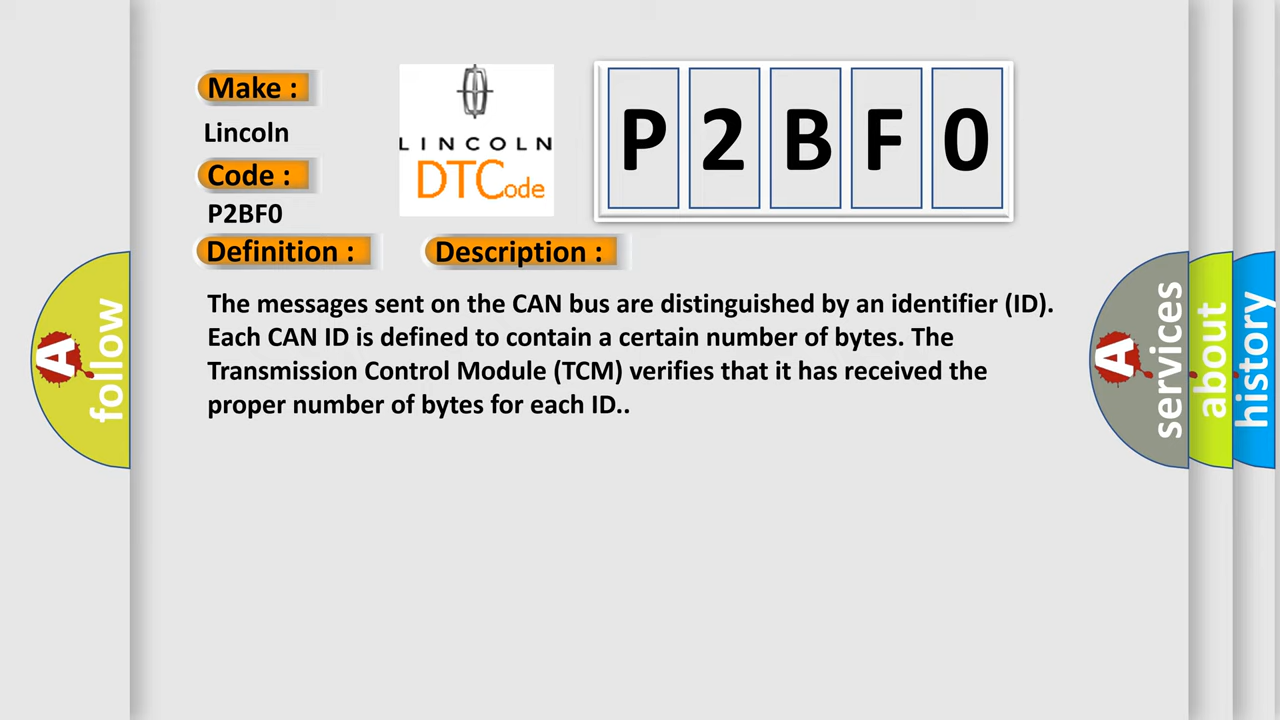 Make :
Lincoln
Code :
P2BF0
LINCOLN
DTCode
P2BF0
Definition :
Description :
The messages sent on the CAN bus are distinguished by an identifier (ID).
Each CAN ID is defined to contain a certain number of bytes. The
Transmission Control Module (TCM) verifies that it has received the
proper number of bytes for each ID..
A
follow
A
services
about
history